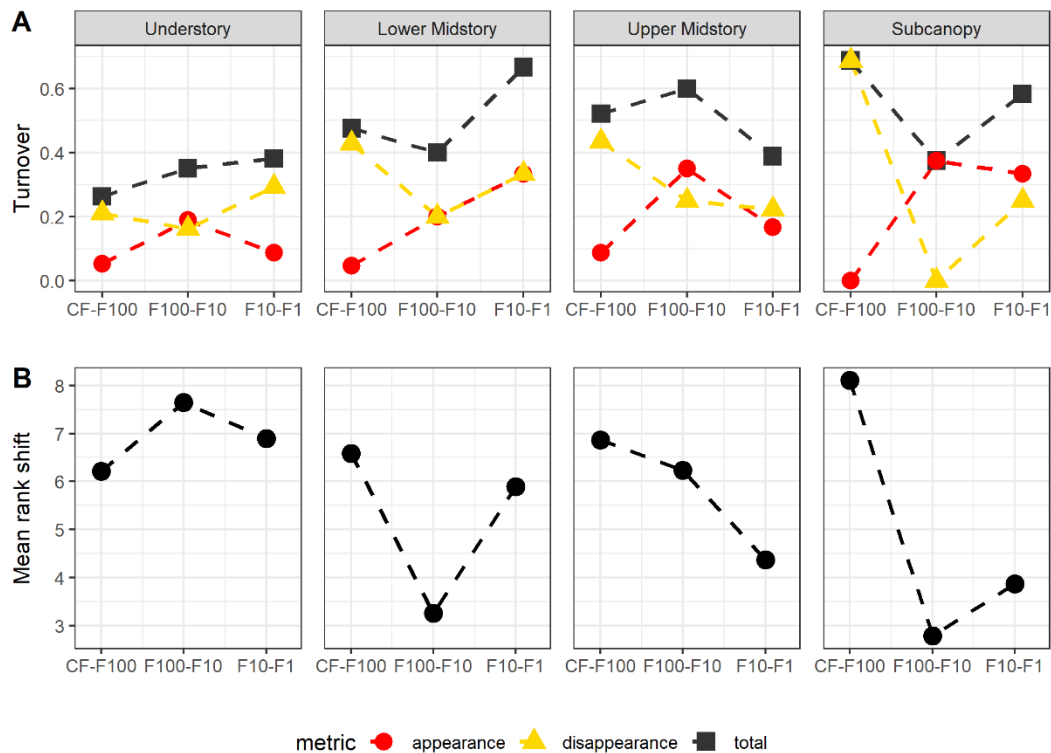 A
Understory Lower Midstory Upper Midstory Subcanopy
Turnover
0.6
0.4
0.2
0.0
CF-F100 F100-F10 F10-F1 CF-F100 F100-F10 F10-F1 CF-F100 F100-F10 F10-F1 CF-F100 F100-F10 F10-F1
B
Mean rank shift
8
7
6
5
4
3
CF-F100 F100-F10 F10-F1 CF-F100 F100-F10 F10-F1 CF-F100 F100-F10 F10-F1 CF-F100 F100-F10 F10-F1
metric appearance disappearance total